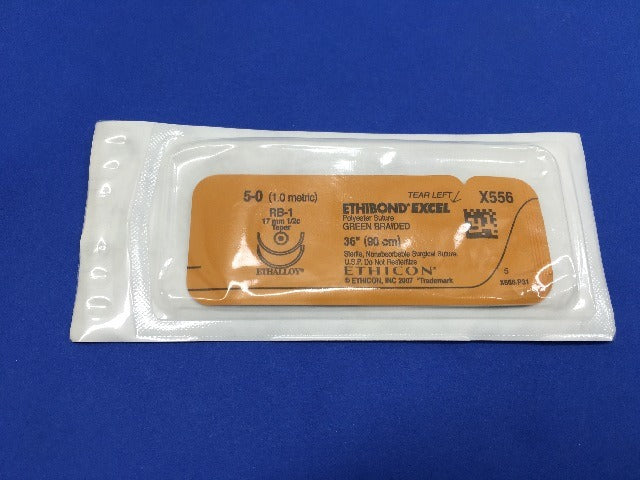 5-0 (1.0 metric)
RB-1
17 mm 1/2c
Taper
ETHALLOY*
TEAR LEFT
ETHIBOND* EXCEL
Polyester Suture
GREEN BRAIDED
36" (90 cm)
Sterile, Nonabsorbable Surgical Suture,
U.S.P. Do Not Resterilize
ETHICON*
© ETHICON, INC 2007 *Trademark
X556